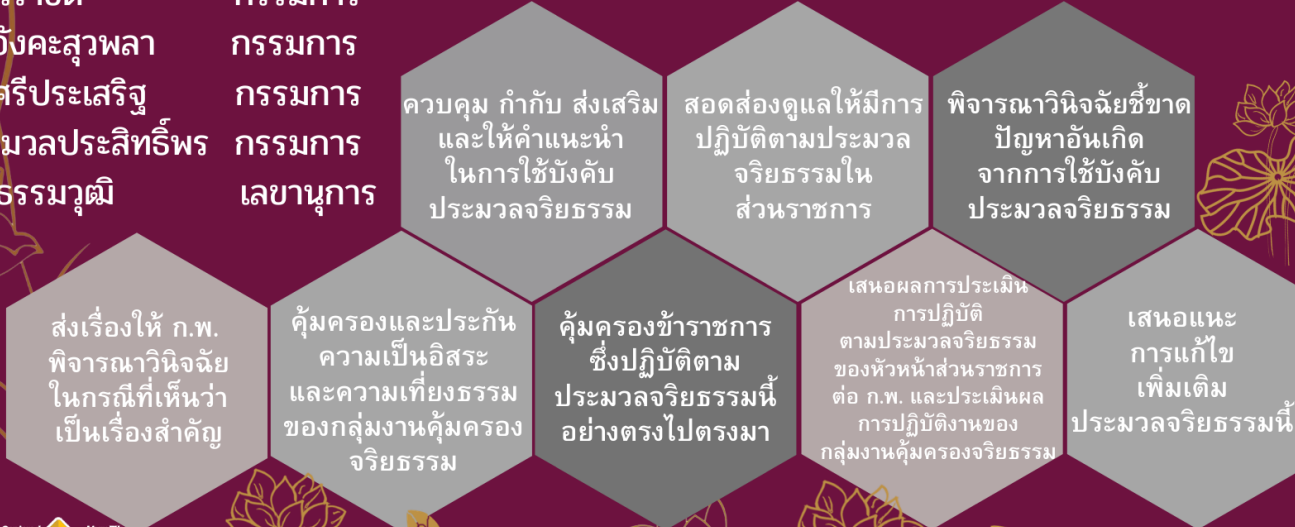 กรรมการ
กรรมการ
กรรมการ
กรรมการ
มวลประสิทธิ์พร กรรมการ
ธรรมวุฒิ เลขานุการ
ควบคุม กำกับ ส่งเสริม
และให้คำแนะนำ
ในการใช้บังคับ
ประมวลจริยธรรม
สอดส่องดูแลให้มีการ
ปฏิบัติตามประมวล
จริยธรรมใน
ส่วนราชการ
พิจารณาวินิจฉัยชี้ขาด
ปัญหาอันเกิด
จากการใช้บังคับ
ประมวลจริยธรรม
ส่งเรื่องให้ ก.พ.
พิจารณาวินิจฉัย
ในกรณีที่เห็นว่า
เป็นเรื่องสำคัญ
คุ้มครองและประกัน
ความเป็นอิสระ
และความเที่ยงธรรม
ของกลุ่มงานคุ้มครอง
จริยธรรม
คุ้มครองข้าราชการ
ซึ่งปฏิบัติตาม
ประมวลจริยธรรมนี้
อย่างตรงไปตรงมา
เสนอผลการประเมิน
การปฏิบัติ
ตามประมวลจริยธรรม
ของหัวหน้าส่วนราชการ
ต่อ ก.พ. และประเมินผล
การปฏิบัติงานของ
กลุ่มงานคุ้มครองจริยธรรม
เสนอแนะ
การแก้ไข
เพิ่มเติม
ประมวลจริยธรรมนี้